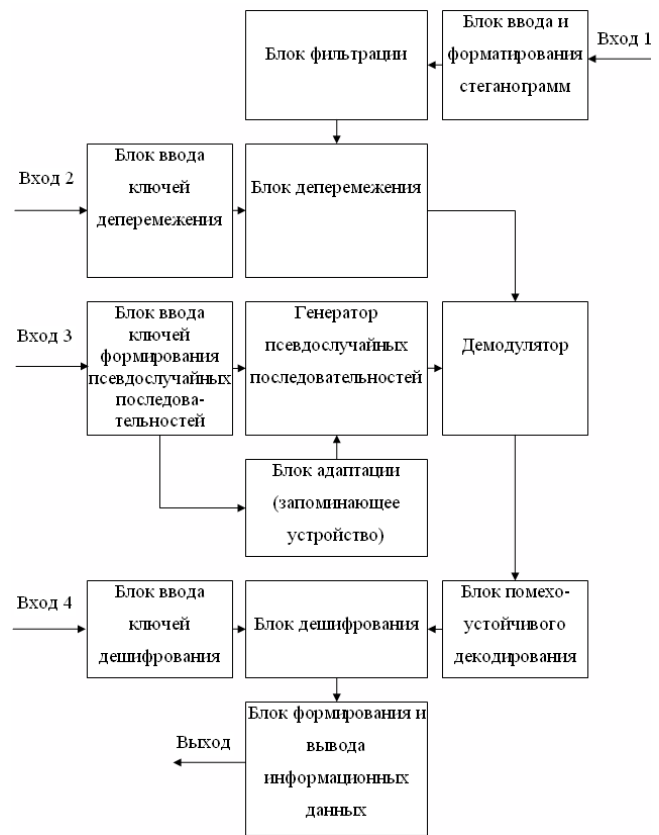 Блок фильтрации
Блок ввода и
форматирования
стеганограмм
Вход 1
Вход 2
Блок ввода
ключей
деперемежения
Блок деперемежения
Вход 3
Блок ввода
ключей
формирования
псевдослучайных
последова-
тельностей
Генератор
псевдослучайных
последовательностей
Демодулятор
Блок адаптации
(запоминающее
устройство)
Вход 4
Блок ввода
ключей
дешифрования
Блок дешифрования
Блок помехо-
устойчивого
декодирования
Выход
Блок формирования и
вывода
информационных
данных